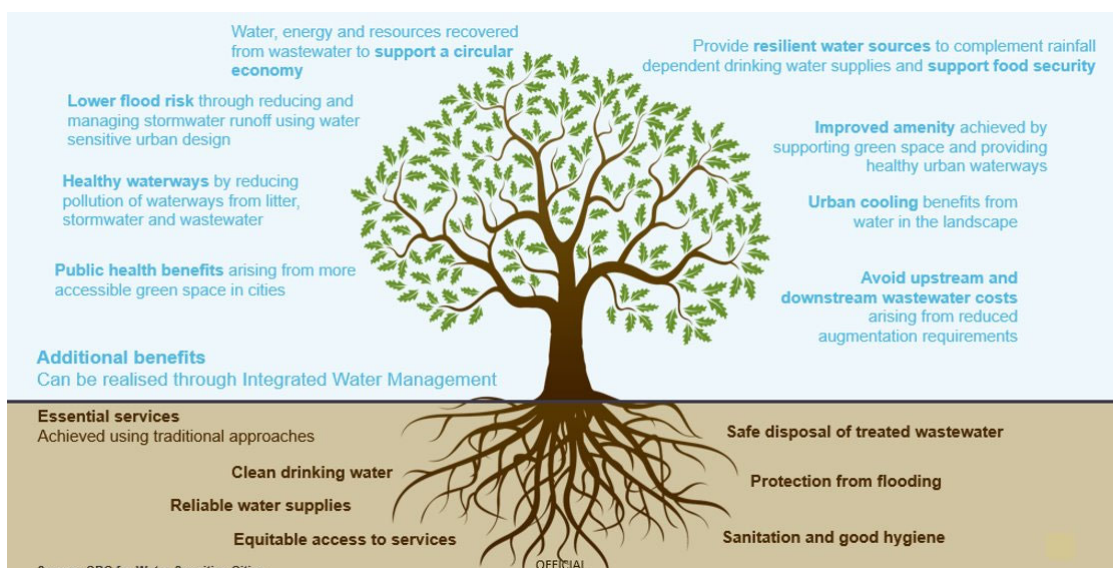 Water, energy and resources recovered
from wastewater to support a circular
economy
Provide resilient water sources to complement rainfall
dependent drinking water supplies and support food security
Lower flood risk through reducing and
managing stormwater runoff using water
sensitive urban design
Improved amenity achieved by
supporting green space and providing
healthy urban waterways
Healthy waterways by reducing
pollution of waterways from litter,
stormwater and wastewater
Urban cooling benefits from
water in the landscape
Public health benefits arising from more
accessible green space in cities
Avoid upstream and
downstream wastewater costs
arising from reduced
augmentation requirements
Additional benefits
Can be realised through Integrated Water Management
Essential services
Achieved using traditional approaches
Safe disposal of treated wastewater
Clean drinking water
Protection from flooding
Reliable water supplies
Equitable access to services
Sanitation and good hygiene
OFFICIAL